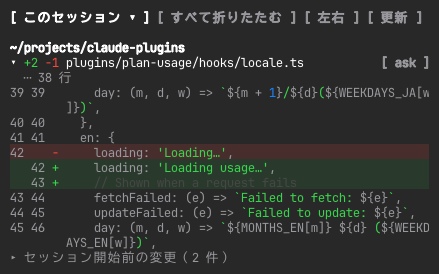 [ このセッション ▾ ] [ すべて折りたたむ ] [ 左右 ] [ 更新 ]
~/projects/claude-plugins
▾ +2 -1 plugins/plan-usage/hooks/locale.ts [ ask ]
⋯ 38 行
39 39 day: (m, d, w) => `${m + 1}/${d}(${WEEKDAYS_JA[w
]})`,
40 40 },
41 41 en: {
42 - loading: 'Loading…',
42 + loading: 'Loading usage…',
43 + // Shown when a request fails
43 44 fetchFailed: (e) => `Failed to fetch: ${e}`,
44 45 updateFailed: (e) => `Failed to update: ${e}`,
45 46 day: (m, d, w) => `${MONTHS_EN[m]} ${d} (${WEEKD
AYS_EN[w]})`,
▸ セッション開始前の変更 (2 件)